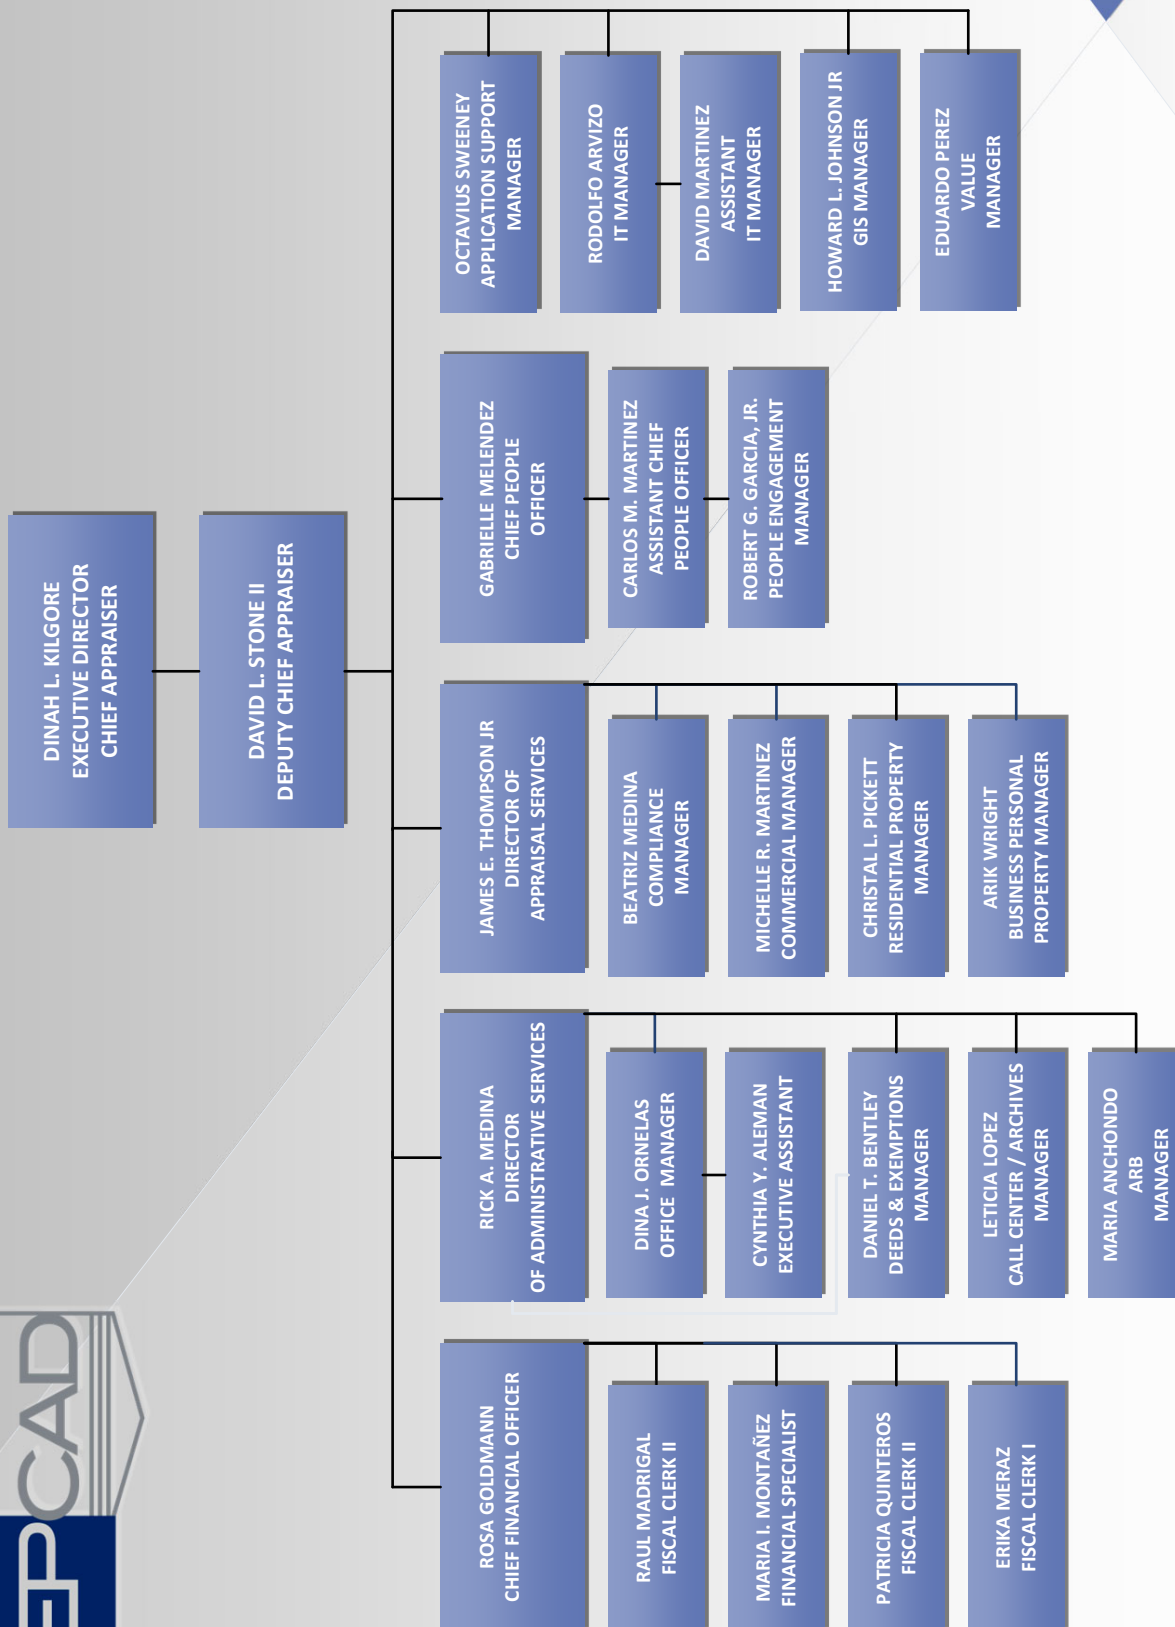 EPCAD
DINAH L. KILGORE
EXECUTIVE DIRECTOR
CHIEF APPRAISER
DAVID L. STONE II
DEPUTY CHIEF APPRAISER
ROSA GOLDMANN
CHIEF FINANCIAL OFFICER
RAUL MADRIGAL
FISCAL CLERK II
MARIA I. MONTAÑEZ
FINANCIAL SPECIALIST
PATRICIA QUINTEROS
FISCAL CLERK II
ERIKA MERAZ
FISCAL CLERK I
RICK A. MEDINA
DIRECTOR
OF ADMINISTRATIVE SERVICES
DINA J. ORNELAS
OFFICE MANAGER
CYNTHIA Y. ALEMAN
EXECUTIVE ASSISTANT
DANIEL T. BENTLEY
DEEDS & EXEMPTIONS
MANAGER
LETICIA LOPEZ
CALL CENTER / ARCHIVES
MANAGER
MARIA ANCHONDO
ARB
MANAGER
JAMES E. THOMPSON JR
DIRECTOR OF
APPRAISAL SERVICES
BEATRIZ MEDINA
COMPLIANCE
MANAGER
MICHELLE R. MARTINEZ
COMMERCIAL MANAGER
CHRISTAL L. PICKETT
RESIDENTIAL PROPERTY
MANAGER
ARIK WRIGHT
BUSINESS PERSONAL
PROPERTY MANAGER
GABRIELLE MELENDEZ
CHIEF PEOPLE
OFFICER
CARLOS M. MARTINEZ
ASSISTANT CHIEF
PEOPLE OFFICER
ROBERT G. GARCIA, JR.
PEOPLE ENGAGEMENT
MANAGER
OCTAVIUS SWEENEY
APPLICATION SUPPORT
MANAGER
RODOLFO ARVIZO
IT MANAGER
DAVID MARTINEZ
ASSISTANT
IT MANAGER
HOWARD L. JOHNSON JR
GIS MANAGER
EDUARDO PEREZ
VALUE
MANAGER